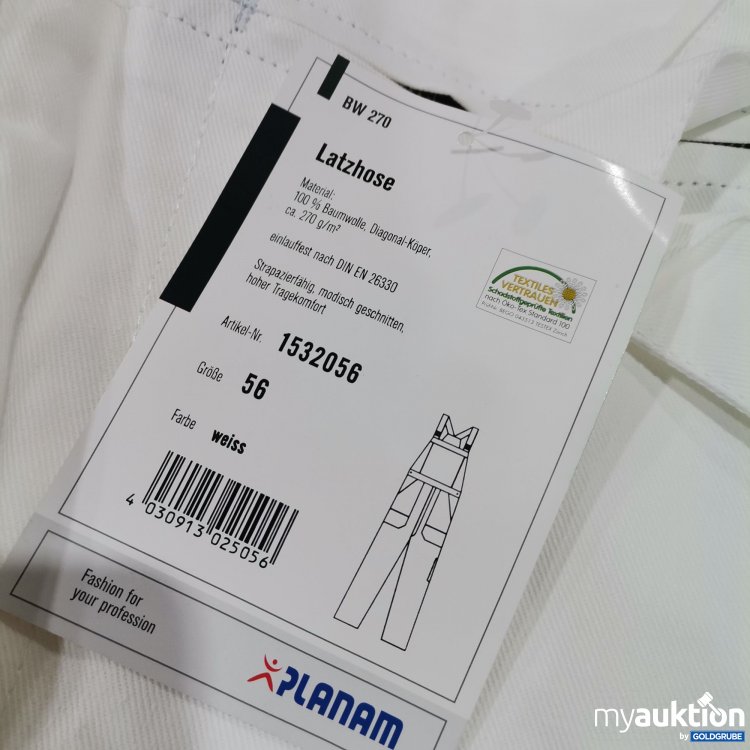 BW 270
Latzhose
Material:
100 % Baumwolle, Diagonal-Köper,
ca. 270 g/m²
einlauffest nach DIN EN 26330
Strapazierfähig, modisch geschnitten,
hoher Tragekomfort
Artikel-Nr. 1532056
Größe 56
Farbe weiss
4 030913 025056
TEXTILES
VERTRAUEN
Schadstoffgeprüfte Textilien
nach Öko-Tex Standard 100
Fashion for
your profession
PLANAM
myauktion
by GOLDGRUBE